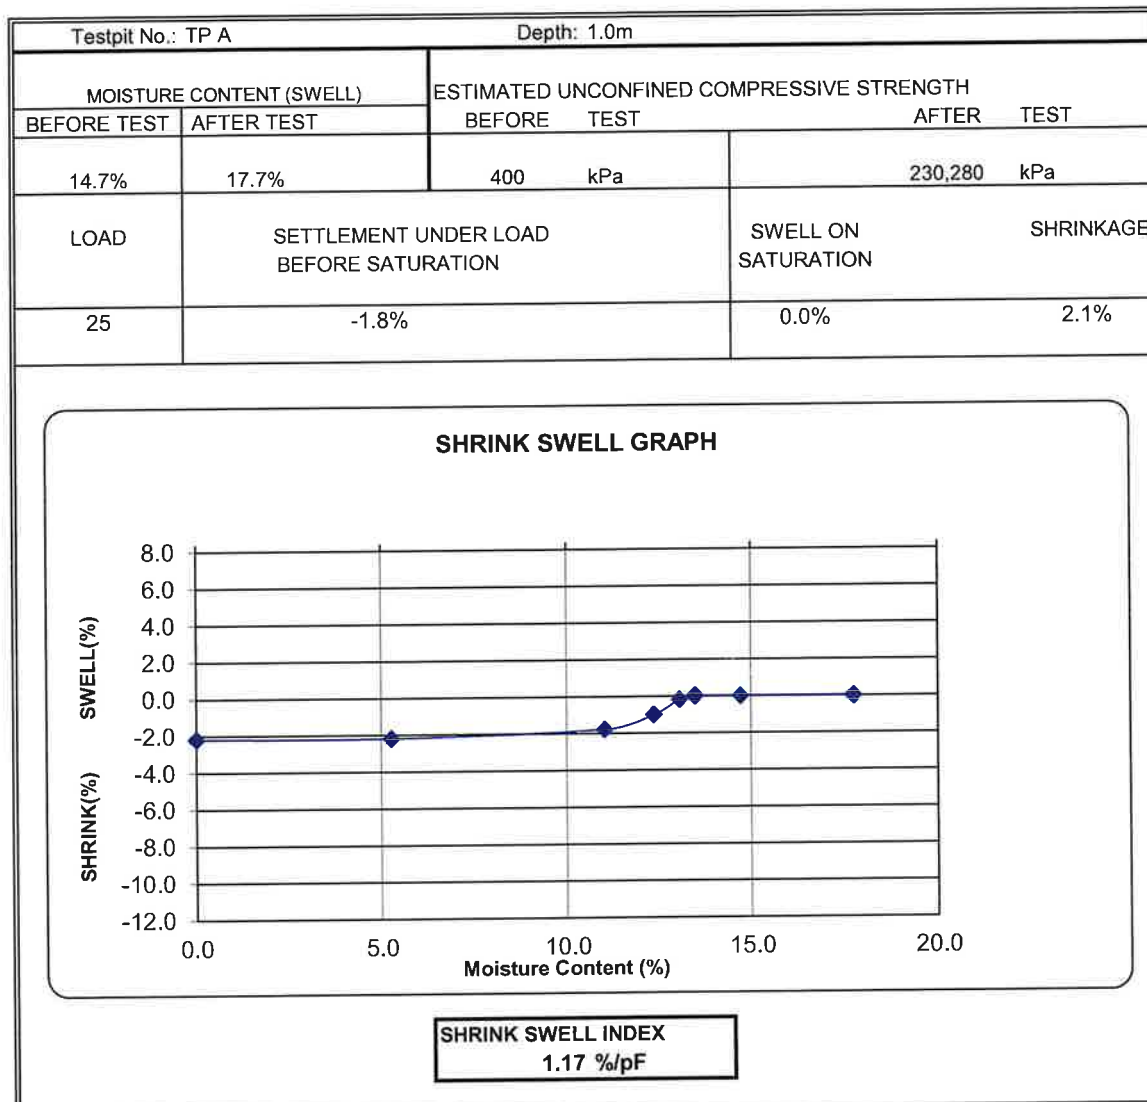 Testpit No.: TP A Depth: 1.0m
MOISTURE CONTENT (SWELL) ESTIMATED UNCONFINED COMPRESSIVE STRENGTH
BEFORE TEST AFTER TEST BEFORE TEST AFTER TEST
14.7% 17.7% 400 kPa 230,280 kPa
LOAD SETTLEMENT UNDER LOAD SWELL ON SHRINKAGE
BEFORE SATURATION SATURATION
25 -1.8% 0.0% 2.1%
SHRINK SWELL GRAPH
8.0
6.0
4.0
2.0
0.0
-2.0
-4.0
-6.0
-8.0
-10.0
-12.0
SWELL(%)
SHRINK(%)
0.0 5.0 10.0 15.0 20.0
Moisture Content (%)
SHRINK SWELL INDEX
1.17 %/pF